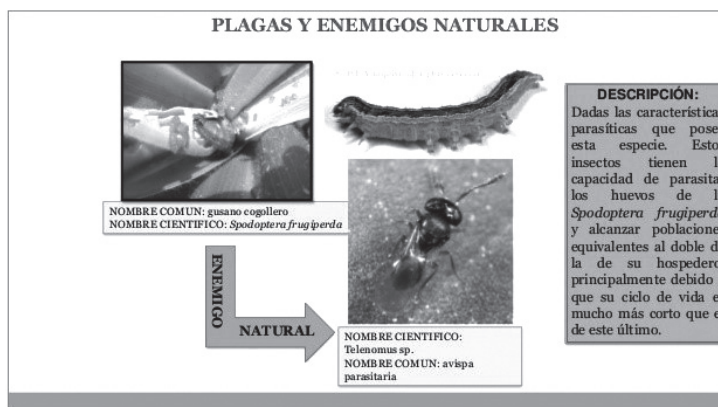 PLAGAS Y ENEMIGOS NATURALES
NOMBRE COMUN: gusano cogollero
NOMBRE CIENTIFICO: Spodoptera frugiperda
ENEMIGO
NATURAL
NOMBRE CIENTIFICO:
Telenomus sp.
NOMBRE COMUN: avispa
parasitaria
DESCRIPCIÓN:
Dadas las característica
parasíticas que pose
esta especie. Esto
insectos tienen l
capacidad de parasita
los huevos de l
Spodoptera frugiperd
y alcanzar poblacione
equivalentes al doble d
la de su hospedero
principalmente debido
que su ciclo de vida e
mucho más corto que e
de este último.